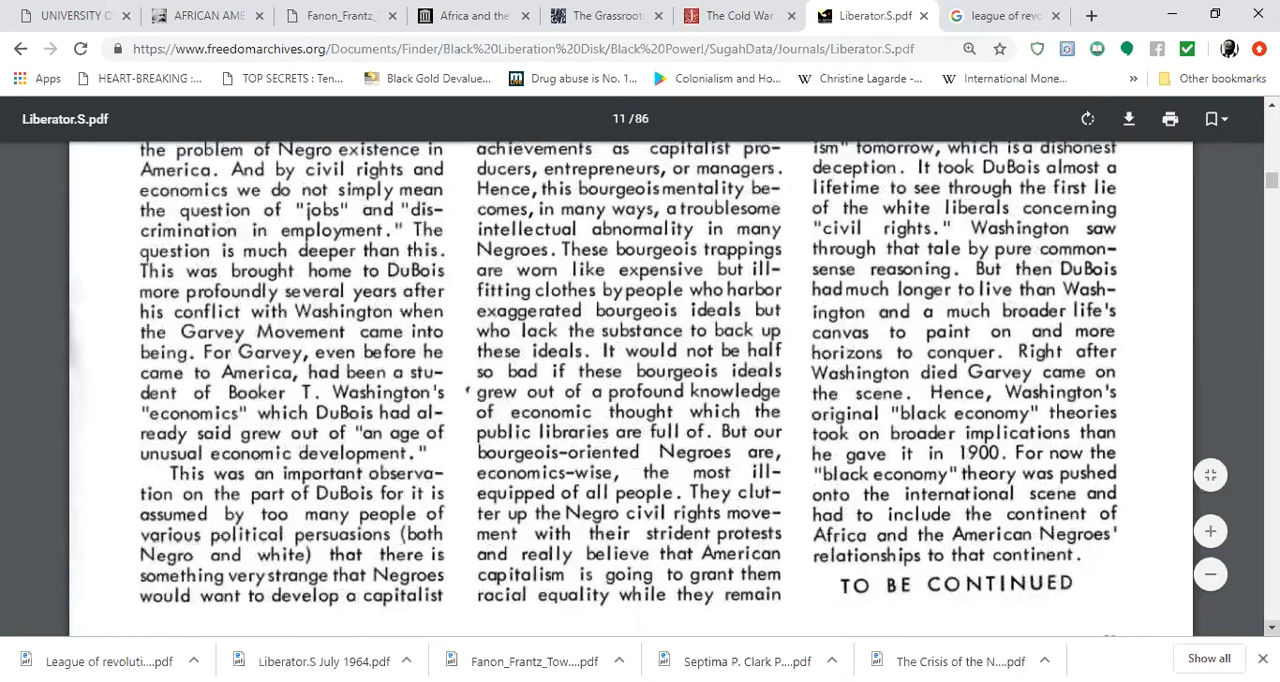 UNIVERSITY C
AFRICAN AME
Fanon_Frantz_
Africa and the
The Grassroot
The Cold War
Liberator.S.pdf
league of revo
https://www.freedomarchives.org/Documents/Finder/Black%20Liberation%20Disk/Black%20Power!/SugahData/Journals/Liberator.S.pdf
Apps
HEART-BREAKING :...
TOP SECRETS : Ten...
Black Gold Devalue...
Drug abuse is No. 1...
Colonialism and Ho...
Christine Lagarde -...
International Mone...
»
Other bookmarks
Liberator.S.pdf
11 / 86
the problem of Negro existence in
America. And by civil rights and
economics we do not simply mean
the question of "jobs" and "dis-
crimination in employment." The
question is much deeper than this.
This was brought home to DuBois
more profoundly several years after
his conflict with Washington when
the Garvey Movement came into
being. For Garvey, even before he
came to America, had been a stu-
dent of Booker T. Washington's
"economics" which DuBois had al-
ready said grew out of "an age of
unusual economic development."
This was an important observa-
tion on the part of DuBois for it is
assumed by too many people of
various political persuasions (both
Negro and white) that there is
something very strange that Negroes
would want to develop a capitalist
achievements as capitalist pro-
ducers, entrepreneurs, or managers.
Hence, this bourgeois mentality be-
comes, in many ways, a troublesome
intellectual abnormality in many
Negroes. These bourgeois trappings
are worn like expensive but ill-
fitting clothes by people who harbor
exaggerated bourgeois ideals but
who lack the substance to back up
these ideals. It would not be half
so bad if these bourgeois ideals
grew out of a profound knowledge
of economic thought which the
public libraries are full of. But our
bourgeois-oriented Negroes are,
economics-wise, the most ill-
equipped of all people. They clut-
ter up the Negro civil rights move-
ment with their strident protests
and really believe that American
capitalism is going to grant them
racial equality while they remain
ism" tomorrow, which is a dishonest
deception. It took DuBois almost a
lifetime to see through the first lie
of the white liberals concerning
"civil rights." Washington saw
through that tale by pure common-
sense reasoning. But then DuBois
had much longer to live than Wash-
ington and a much broader life's
canvas to paint on and more
horizons to conquer. Right after
Washington died Garvey came on
the scene. Hence, Washington's
original "black economy" theories
took on broader implications than
he gave it in 1900. For now the
"black economy" theory was pushed
onto the international scene and
had to include the continent of
Africa and the American Negroes'
relationships to that continent.
TO BE CONTINUED
League of revoluti....pdf
Liberator.S July 1964.pdf
Fanon_Frantz_Tow....pdf
Septima P. Clark P....pdf
The Crisis of the N....pdf
Show all